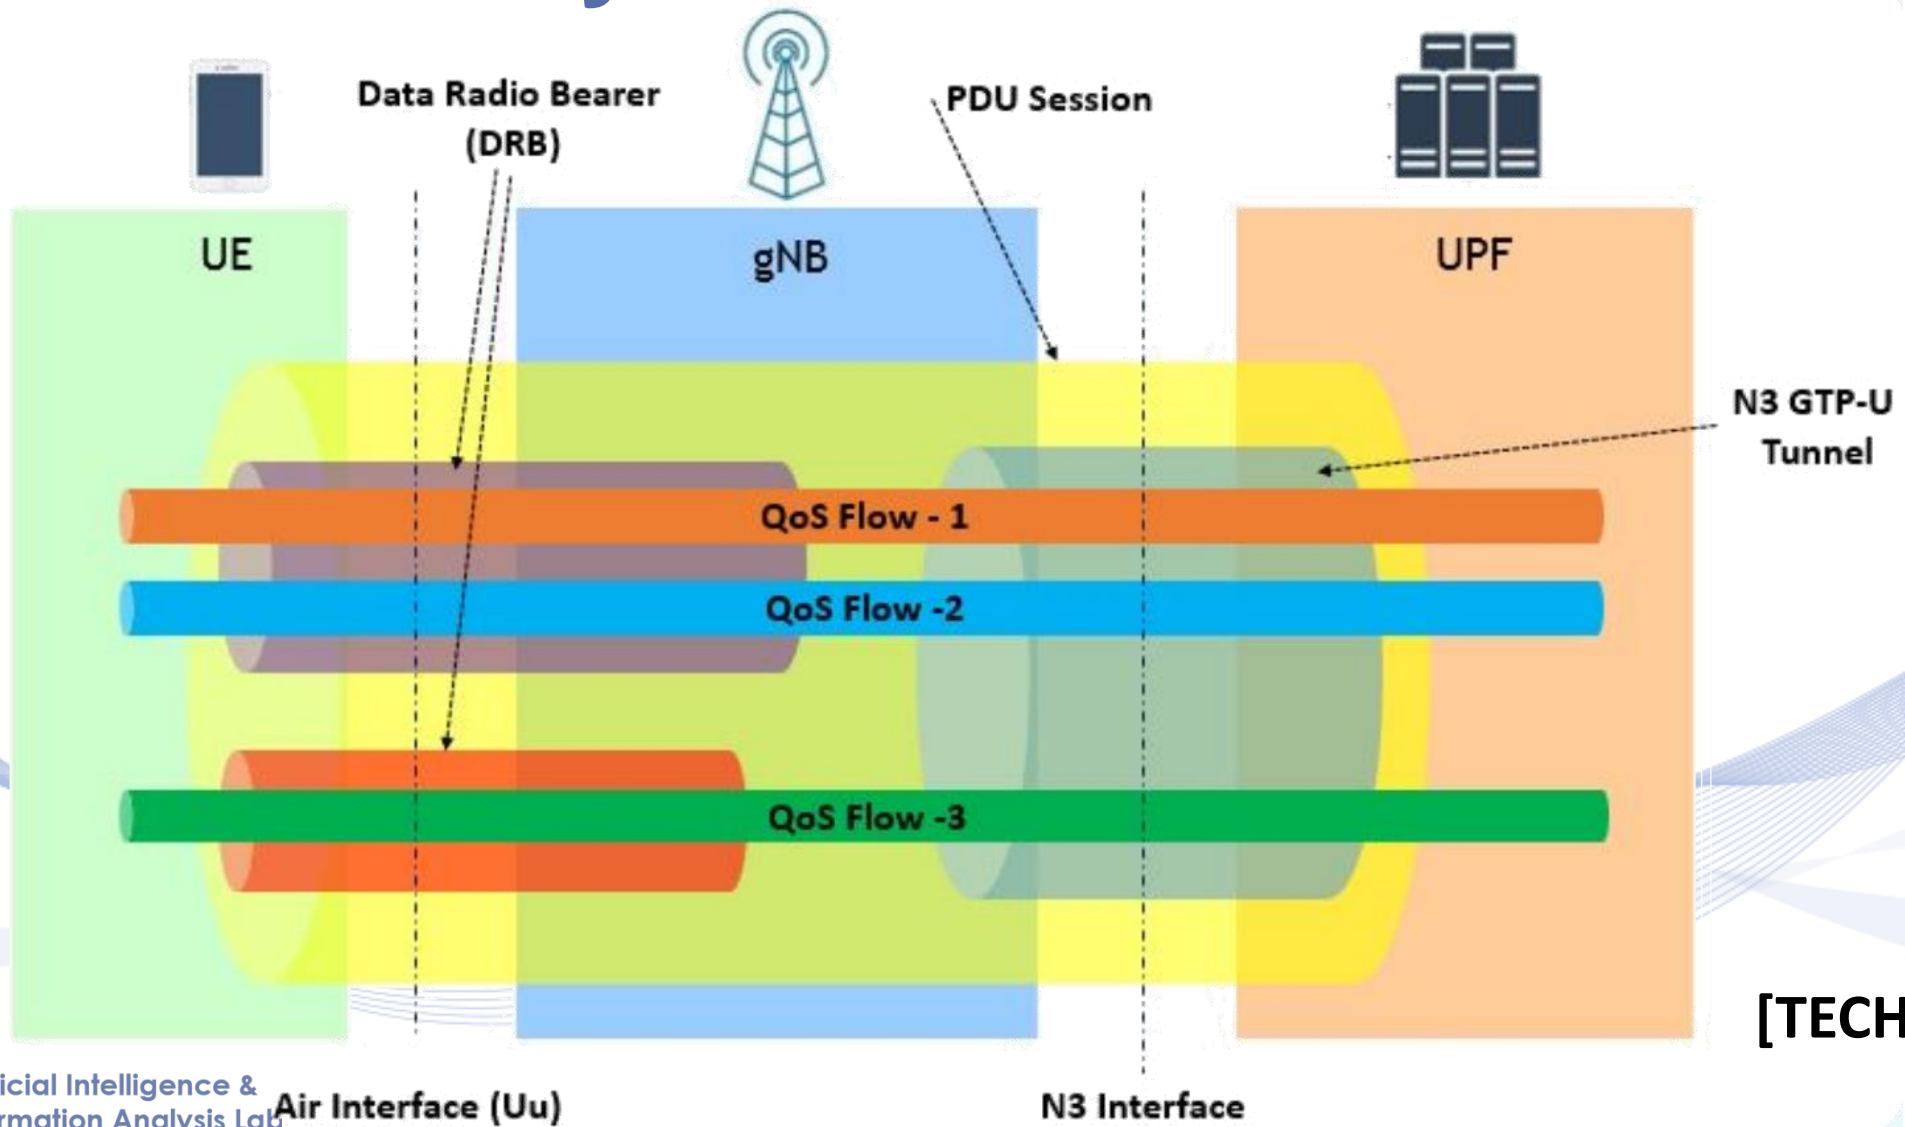 Data Radio Bearer
(DRB)
PDU Session
UE
gNB
UPF
N3 GTP-U
Tunnel
QoS Flow - 1
QoS Flow -2
QoS Flow -3
[TECH
icial Intelligence &
rmation Analysis Lab
Air Interface (Uu)
N3 Interface